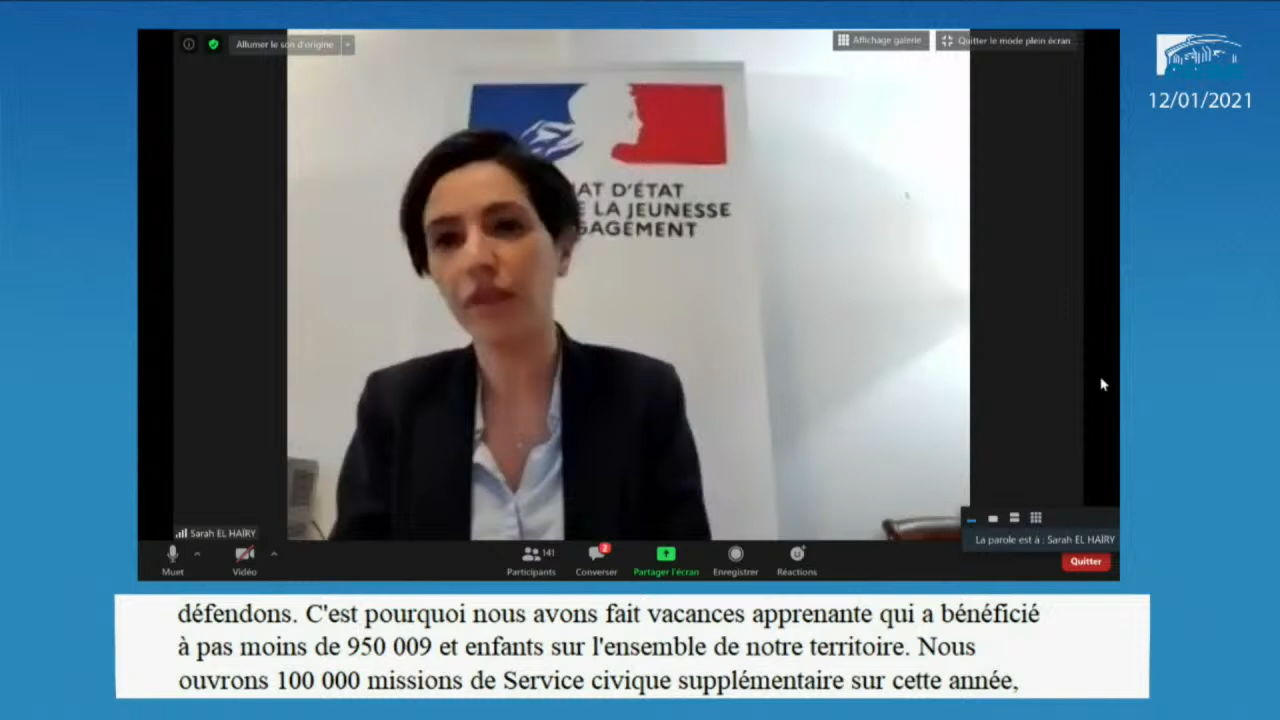 Allumer le son d'origine
Affichage galerie
Quitter le mode plein écran
12/01/2021
AT D'ÉTAT
E LA JEUNESSE
GAGEMENT
Sarah EL HAÏRY
La parole est à : Sarah EL HAÏRY
141
2
Muet
Vidéo
Participants
Converser
Partager l'écran
Enregistrer
Réactions
Quitter
défendons. C'est pourquoi nous avons fait vacances apprenante qui a bénéficié
à pas moins de 950 009 et enfants sur l'ensemble de notre territoire. Nous
ouvrons 100 000 missions de Service civique supplémentaire sur cette année,